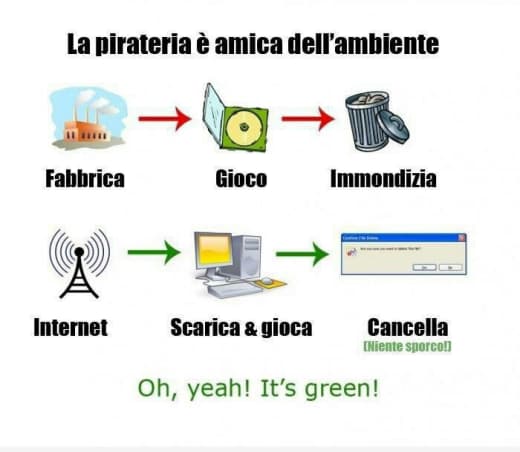 La pirateria è amica dell'ambiente
Fabbrica Gioco Immondizia
Internet Scarica & gioca Cancella
(Niente sporco!)
Oh, yeah! It's green!